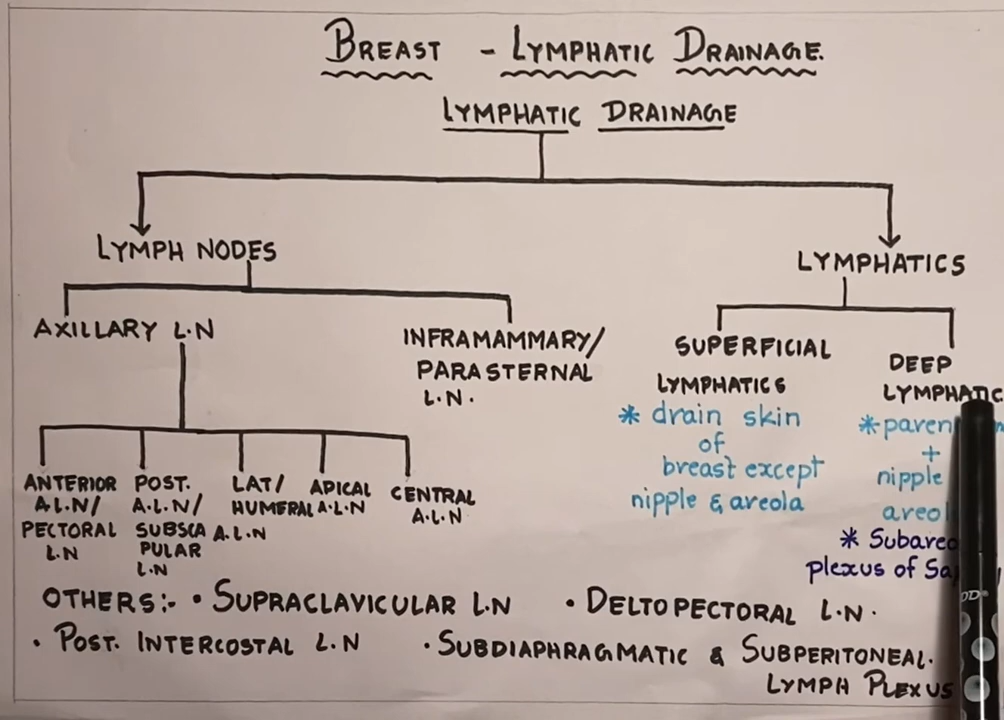 BREAST - LYMPHATIC DRAINAGE.
LYMPHATIC DRAINAGE
LYMPH NODES
LYMPHATICS
AXILLARY L.N
INFRAMAMMARY/
PARASTERNAL
L.N.
SUPERFICIAL
LYMPHATICS
* drain skin
of
breast except
nipple & areola
DEEP
* 
+
nipple
* 
plexus of
ANTERIOR
A.L.N/
PECTORAL
L.N
POST.
A.L.N/
SUBSCA
PULAR
L.N
LAT/
HUMERAL
A.L.N
APICAL
A.L.N
CENTRAL
A.L.N
OTHERS:- • SUPRACLAVICULAR L.N • DELTOPECTORAL L.N.
• POST. INTERCOSTAL L.N • SUBDIAPHRAGMATIC & SUBPERITONEAL.
LYMPH PLEXUS